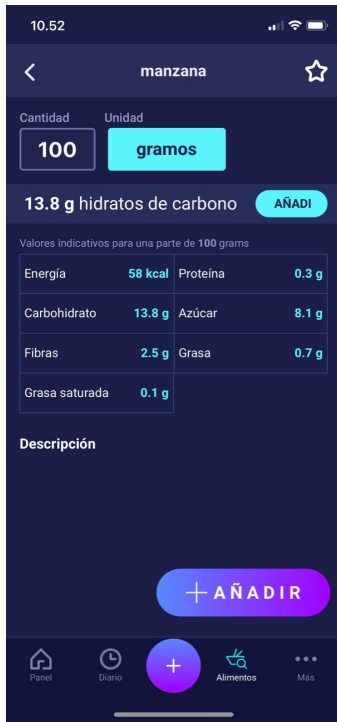 10.52
manzana
Cantidad Unidad
100 gramos
13.8 g hidratos de carbono AÑADI
Valores indicativos para una parte de 100 grams
Energía 58 kcal Proteína 0.3 g
Carbohidrato 13.8 g Azúcar 8.1 g
Fibras 2.5 g Grasa 0.7 g
Grasa saturada 0.1 g
Descripción
+ AÑADIR
Panel Diario + Alimentos Más